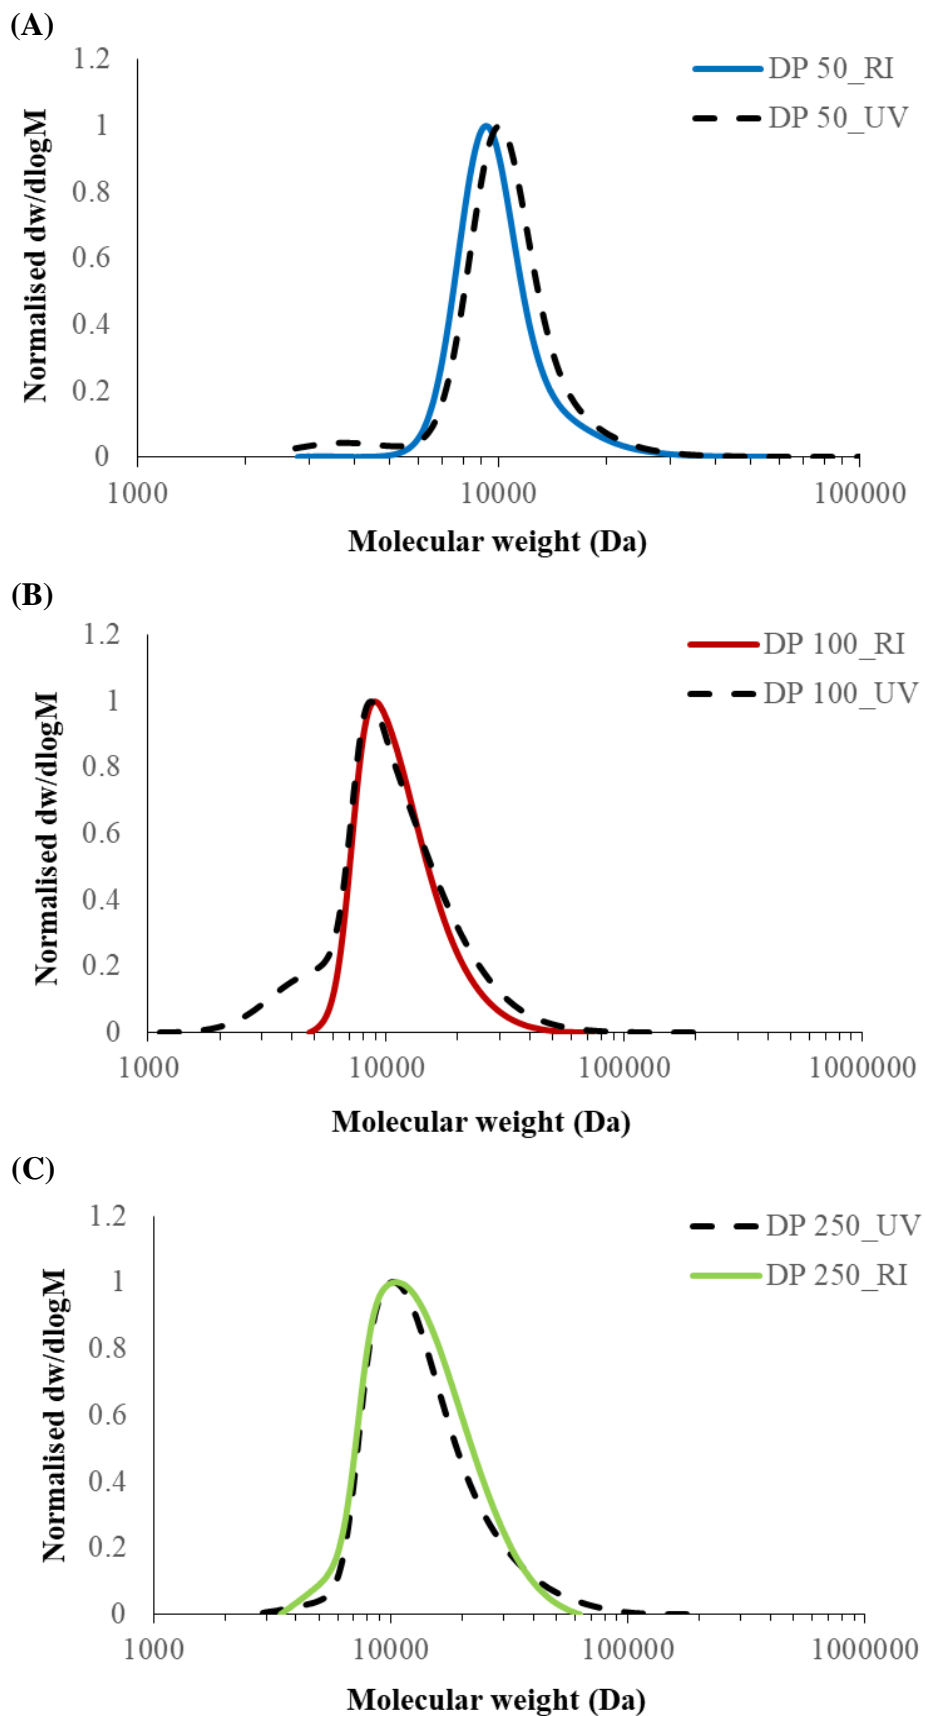 (A)
1.2
DP 50_RI
DP 50_UV
1
0.8
0.6
0.4
0.2
0
Normalised dw/dlogM
1000
10000
100000
Molecular weight (Da)
(B)
1.2
DP 100_RI
DP 100_UV
1
0.8
0.6
0.4
0.2
0
Normalised dw/dlogM
1000
10000
100000
1000000
Molecular weight (Da)
(C)
1.2
DP 250_UV
DP 250_RI
1
0.8
0.6
0.4
0.2
0
Normalised dw/dlogM
1000
10000
100000
1000000
Molecular weight (Da)